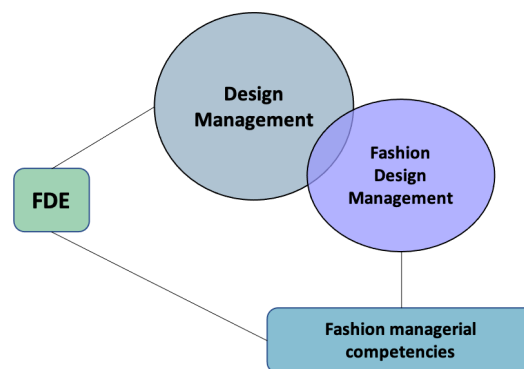 Design
Management
Fashion
Design
Management
FDE
Fashion managerial
competencies